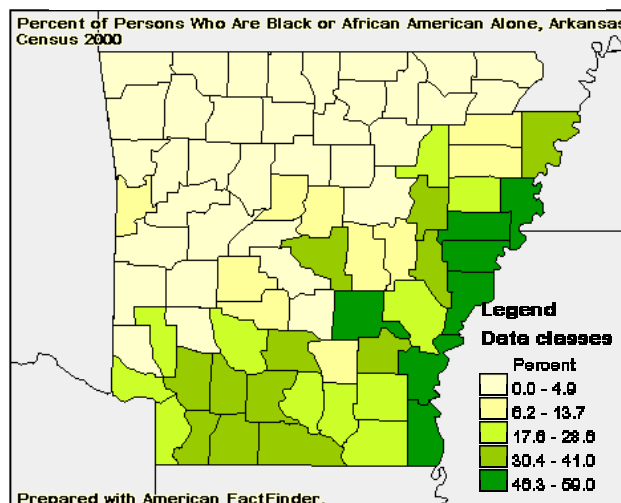 Percent of Persons Who Are Black or African American Alone, Arkansas
Census 2000
Legend
Data classes
Percent
0.0 - 4.9
6.2 - 13.7
17.6 - 28.6
30.4 - 41.0
46.3 - 59.0
Prepared with American FactFinder.